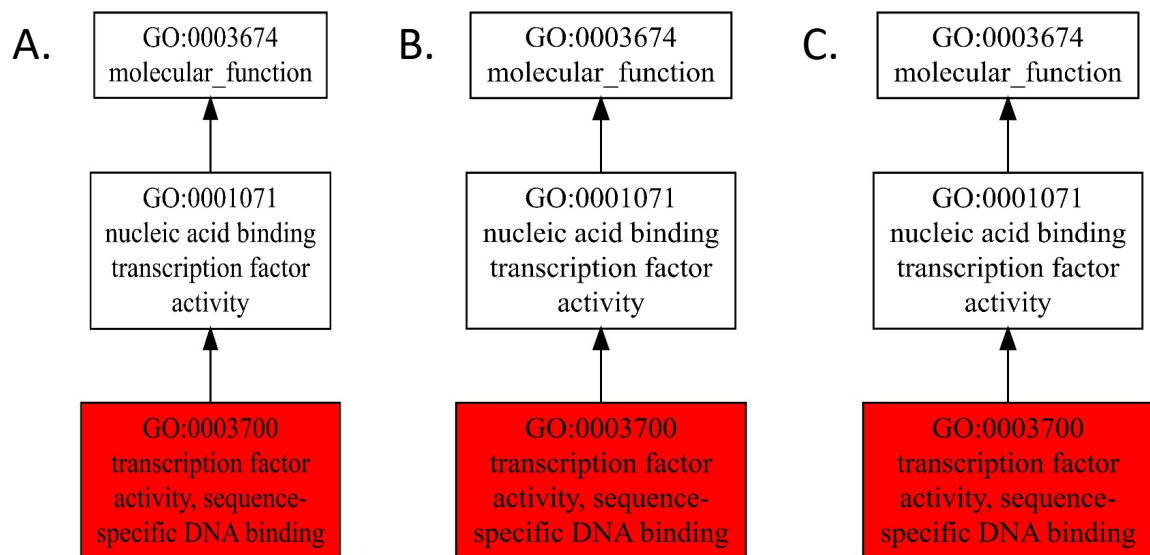 A.
GO:0003674
molecular_function
GO:0001071
nucleic acid binding
transcription factor
activity
GO:0003700
transcription factor
activity, sequence-
specific DNA binding
B.
GO:0003674
molecular_function
GO:0001071
nucleic acid binding
transcription factor
activity
GO:0003700
transcription factor
activity, sequence-
specific DNA binding
C.
GO:0003674
molecular_function
GO:0001071
nucleic acid binding
transcription factor
activity
GO:0003700
transcription factor
activity, sequence-
specific DNA binding